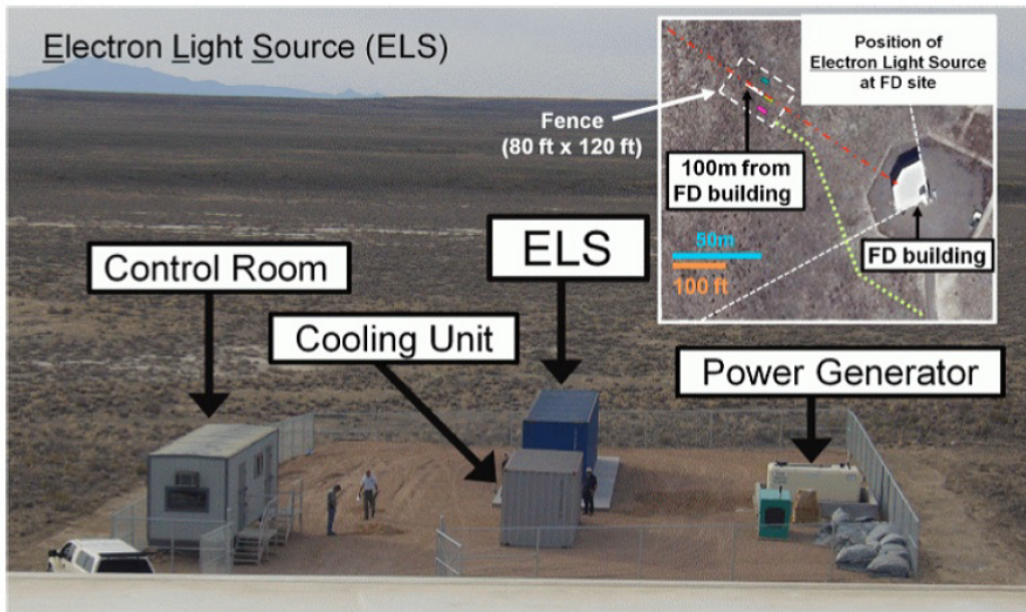 Electron Light Source (ELS)
Position of
Electron Light Source
at FD site
Fence
(80 ft x 120 ft)
100m from
FD building
50m
100 ft
FD building
ELS
Control Room
Cooling Unit
Power Generator